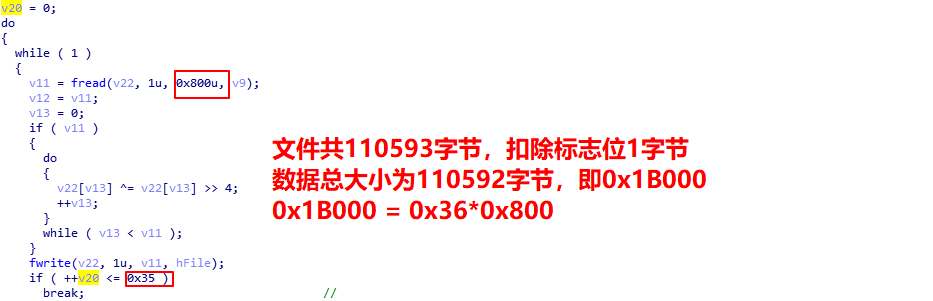 v20 = 0;
do
{
while ( 1 )
{
v11 = fread(v22, 1u, 0x800u, v9);
v12 = v11;
v13 = 0;
if ( v11 )
{
do
{
v22[v13] ^= v22[v13] >> 4;
++v13;
}
while ( v13 < v11 );
}
fwrite(v22, 1u, v11, hFile);
if ( ++v20 <= 0x35 )
break; //
文件共110593字节，扣除标志位1字节
数据总大小为110592字节，即0x1B000
0x1B000 = 0x36*0x800